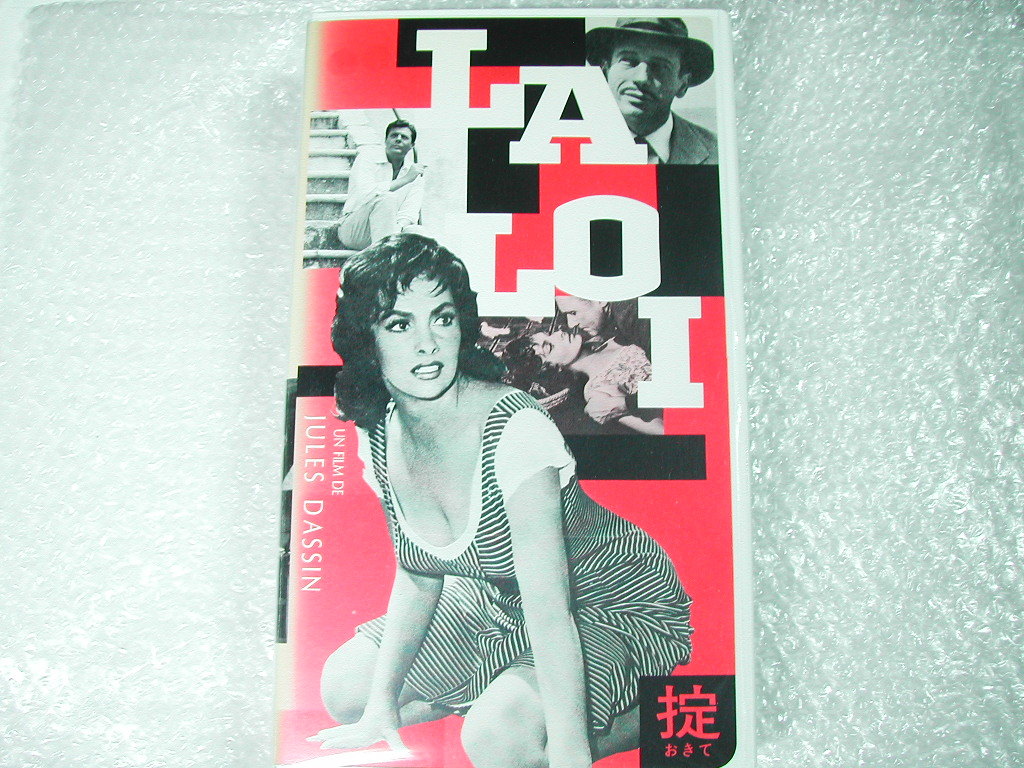 LA
LOI
UN FILM DE
JULES DASSIN
掟
おきて